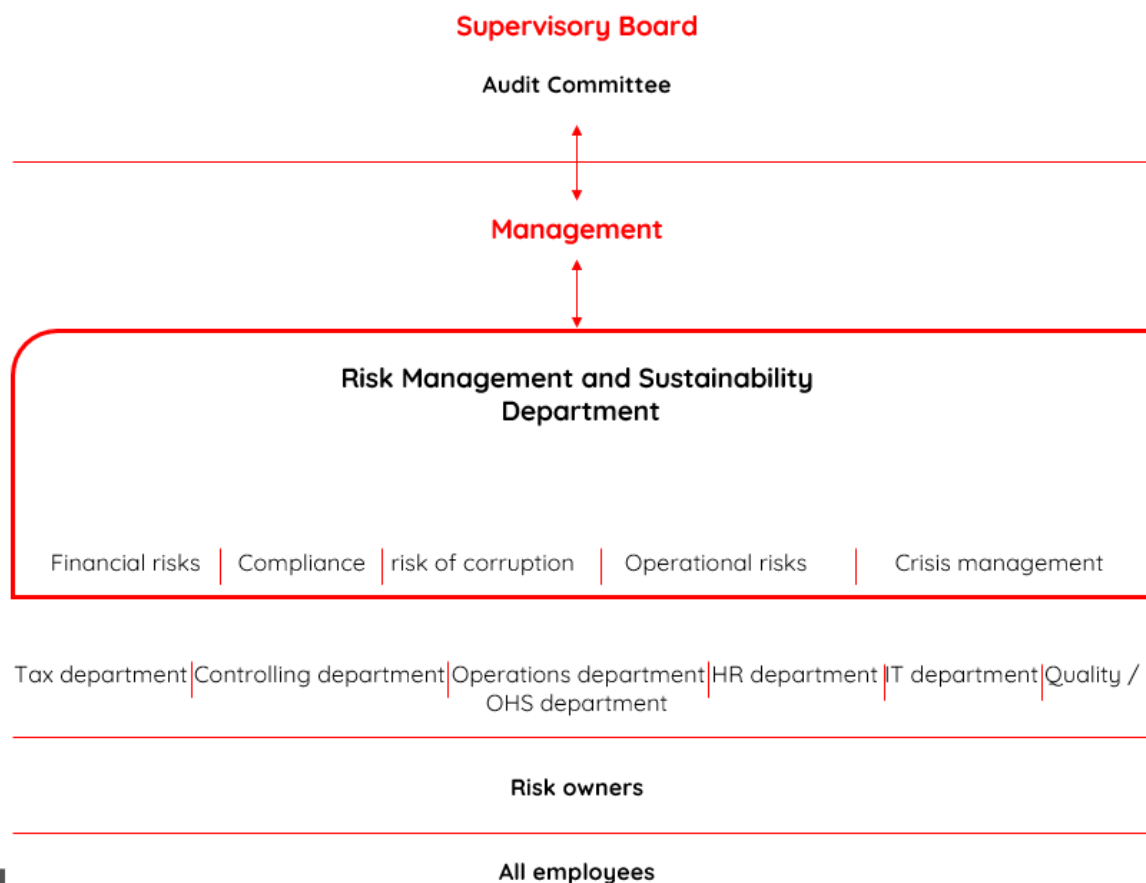 Supervisory Board
Audit Committee
Management
Risk Management and Sustainability
Department
Financial risks | Compliance | risk of corruption | Operational risks | Crisis management
Tax department|Controlling department|Operations department|HR department|IT department|Quality /
OHS department
Risk owners
All employees